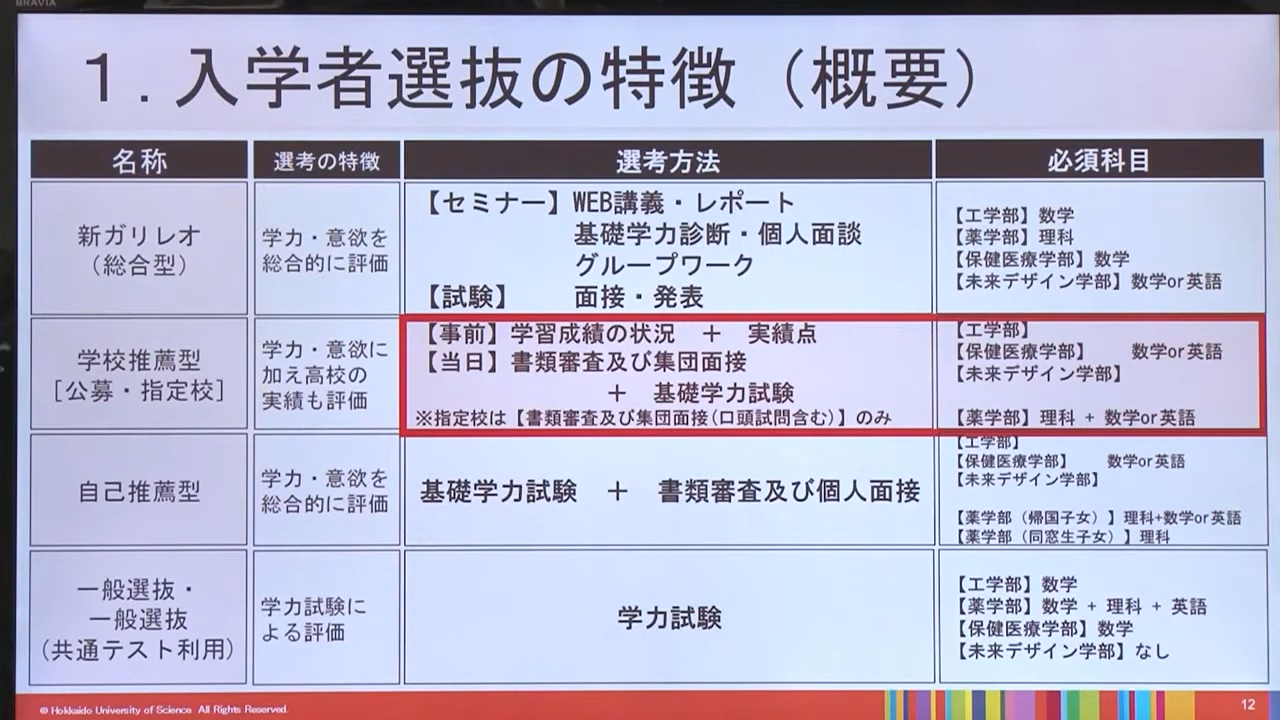 BRAVIA
1．入学者選抜の特徴（概要）
名称
選考の特徴
選考方法
必須科目
新ガリレオ
（総合型）
学力・意欲を
総合的に評価
【セミナー】WEB講義・レポート
基礎学力診断・個人面談
グループワーク
【試験】　　面接・発表
【工学部】数学
【薬学部】理科
【保健医療学部】数学
【未来デザイン学部】数学or英語
学校推薦型
［公募・指定校］
学力・意欲に
加え高校の
実績も評価
【事前】学習成績の状況　＋　実績点
【当日】書類審査及び集団面接
＋　基礎学力試験
※指定校は【書類審査及び集団面接(口頭試問含む)】のみ
【工学部】
【保健医療学部】　　数学or英語
【未来デザイン学部】
【薬学部】理科 + 数学or英語
自己推薦型
学力・意欲を
総合的に評価
基礎学力試験　＋　書類審査及び個人面接
【工学部】
【保健医療学部】　　数学or英語
【未来デザイン学部】
【薬学部（帰国子女）】理科+数学or英語
【薬学部（同窓生子女）】理科
一般選抜・
一般選抜
(共通テスト利用)
学力試験に
よる評価
学力試験
【工学部】数学
【薬学部】数学 + 理科 + 英語
【保健医療学部】数学
【未来デザイン学部】なし
© Hokkaido University of Science All Rights Reserved.
12